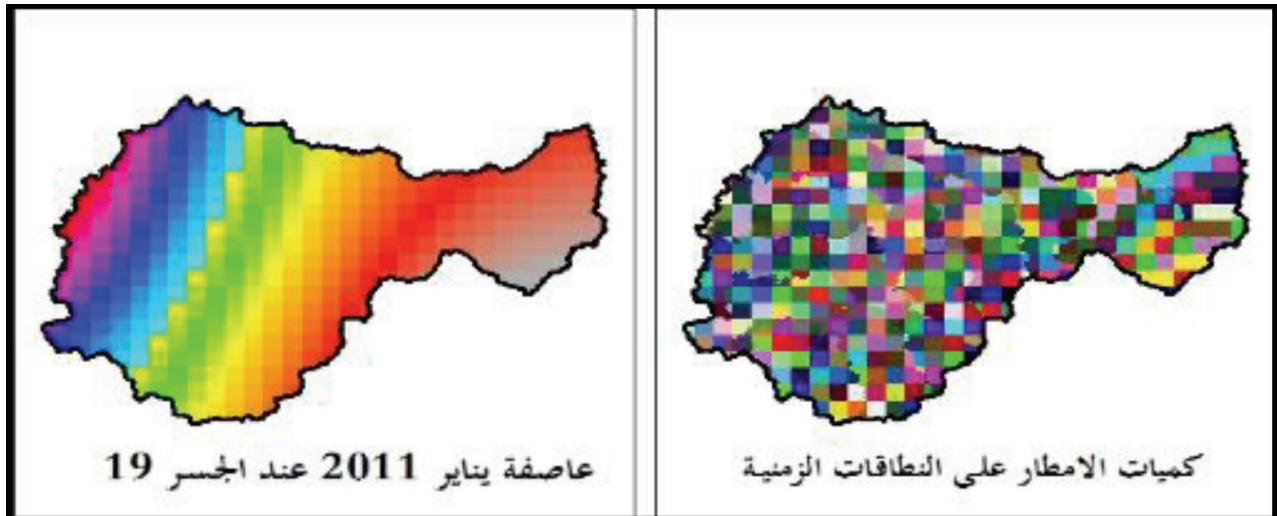 كميات الامطار على النطاقات الزمنية
عاصفة يناير 2011 عند الجسر 19